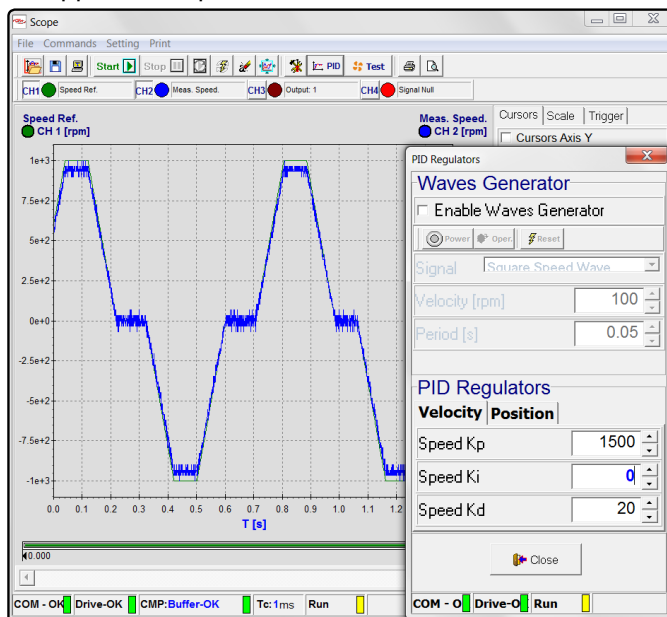 Scope
File Commands Setting Print
Start Stop PID Test
CH1 Speed Ref. CH2 Meas. Speed. CH3 Output: 1 CH4 Signal Null
Speed Ref.
CH 1 [rpm]
Meas. Speed.
CH 2 [rpm]
1e+3
7.5e+2
5e+2
2.5e+2
0e+0
-2.5e+2
-5e+2
-7.5e+2
-1e+3
0.0 0.1 0.2 0.3 0.4 0.5 0.6 0.7 0.8 0.9 1.0 1.1 1.2
T [s]
0.000
COM - OK Drive-OK CMP:Buffer-OK Tc:1ms Run
Cursors Scale Trigger
Cursors Axis Y
PID Regulators
Waves Generator
Enable Waves Generator
Power Oper. Reset
Signal Square Speed Wave
Velocity [rpm] 100
Period [s] 0.05
PID Regulators
Velocity Position
Speed Kp 1500
Speed Ki 0
Speed Kd 20
Close
COM - O Drive-O Run